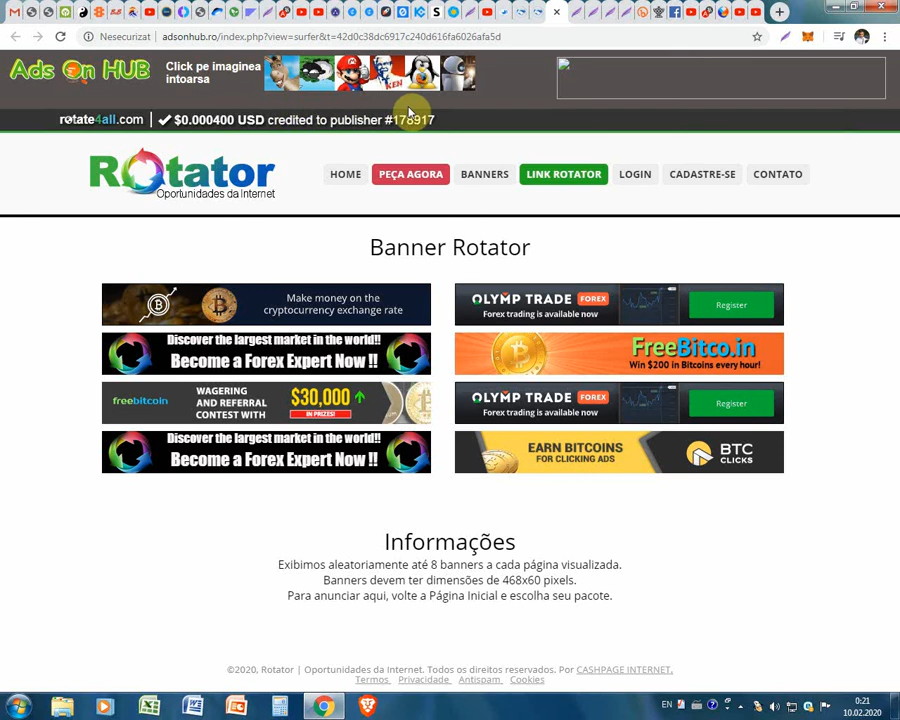 Nesecurizat
adsonhub.ro/index.php?view=surfer&t=42d0c38dc6917c240d616fa6026afa5d
Ads On HUB
Click pe imaginea
intoarsa
KEN
rotate4all.com
$0.000400 USD credited to publisher #178917
Rotator
Oportunidades da Internet
HOME
PEÇA AGORA
BANNERS
LINK ROTATOR
LOGIN
CADASTRE-SE
CONTATO
Banner Rotator
Make money on the
cryptocurrency exchange rate
OLYMP TRADE FOREX
Forex trading is available now
Register
Discover the largest market in the world!!
Become a Forex Expert Now !!
FreeBitco.in
Win $200 in Bitcoins every hour!
freebitcoin
WAGERING
AND REFERRAL
CONTEST WITH
$30,000
IN PRIZES!
OLYMP TRADE FOREX
Forex trading is available now
Register
Discover the largest market in the world!!
Become a Forex Expert Now !!
EARN BITCOINS
FOR CLICKING ADS
BTC
CLICKS
Informações
Exibimos aleatoriamente até 8 banners a cada página visualizada.
Banners devem ter dimensões de 468x60 pixels.
Para anunciar aqui, volte a Página Inicial e escolha seu pacote.
©2020, Rotator | Oportunidades da Internet. Todos os direitos reservados. Por CASHPAGE INTERNET.
Termos Privacidade Antispam Cookies
EN
0:21
10.02.2020